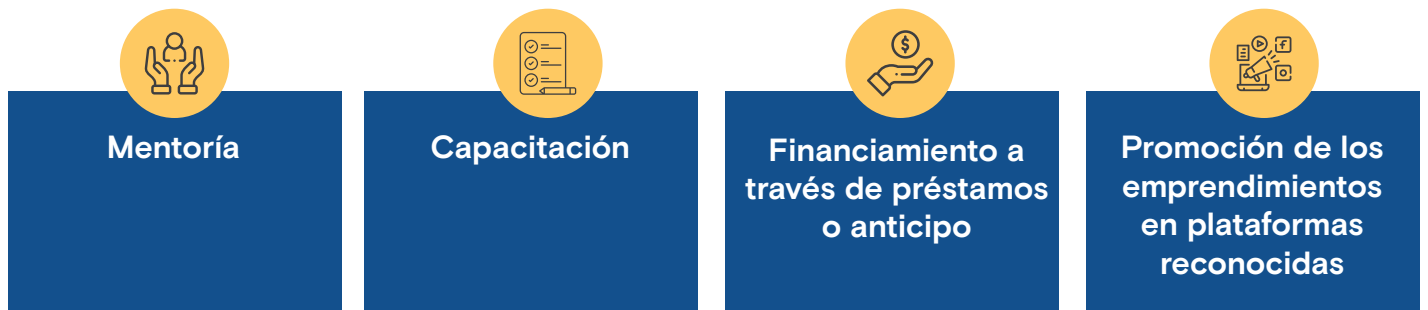 Mentoría
Capacitación
Financiamiento a
través de préstamos
o anticipo
Promoción de los
emprendimientos
en plataformas
reconocidas